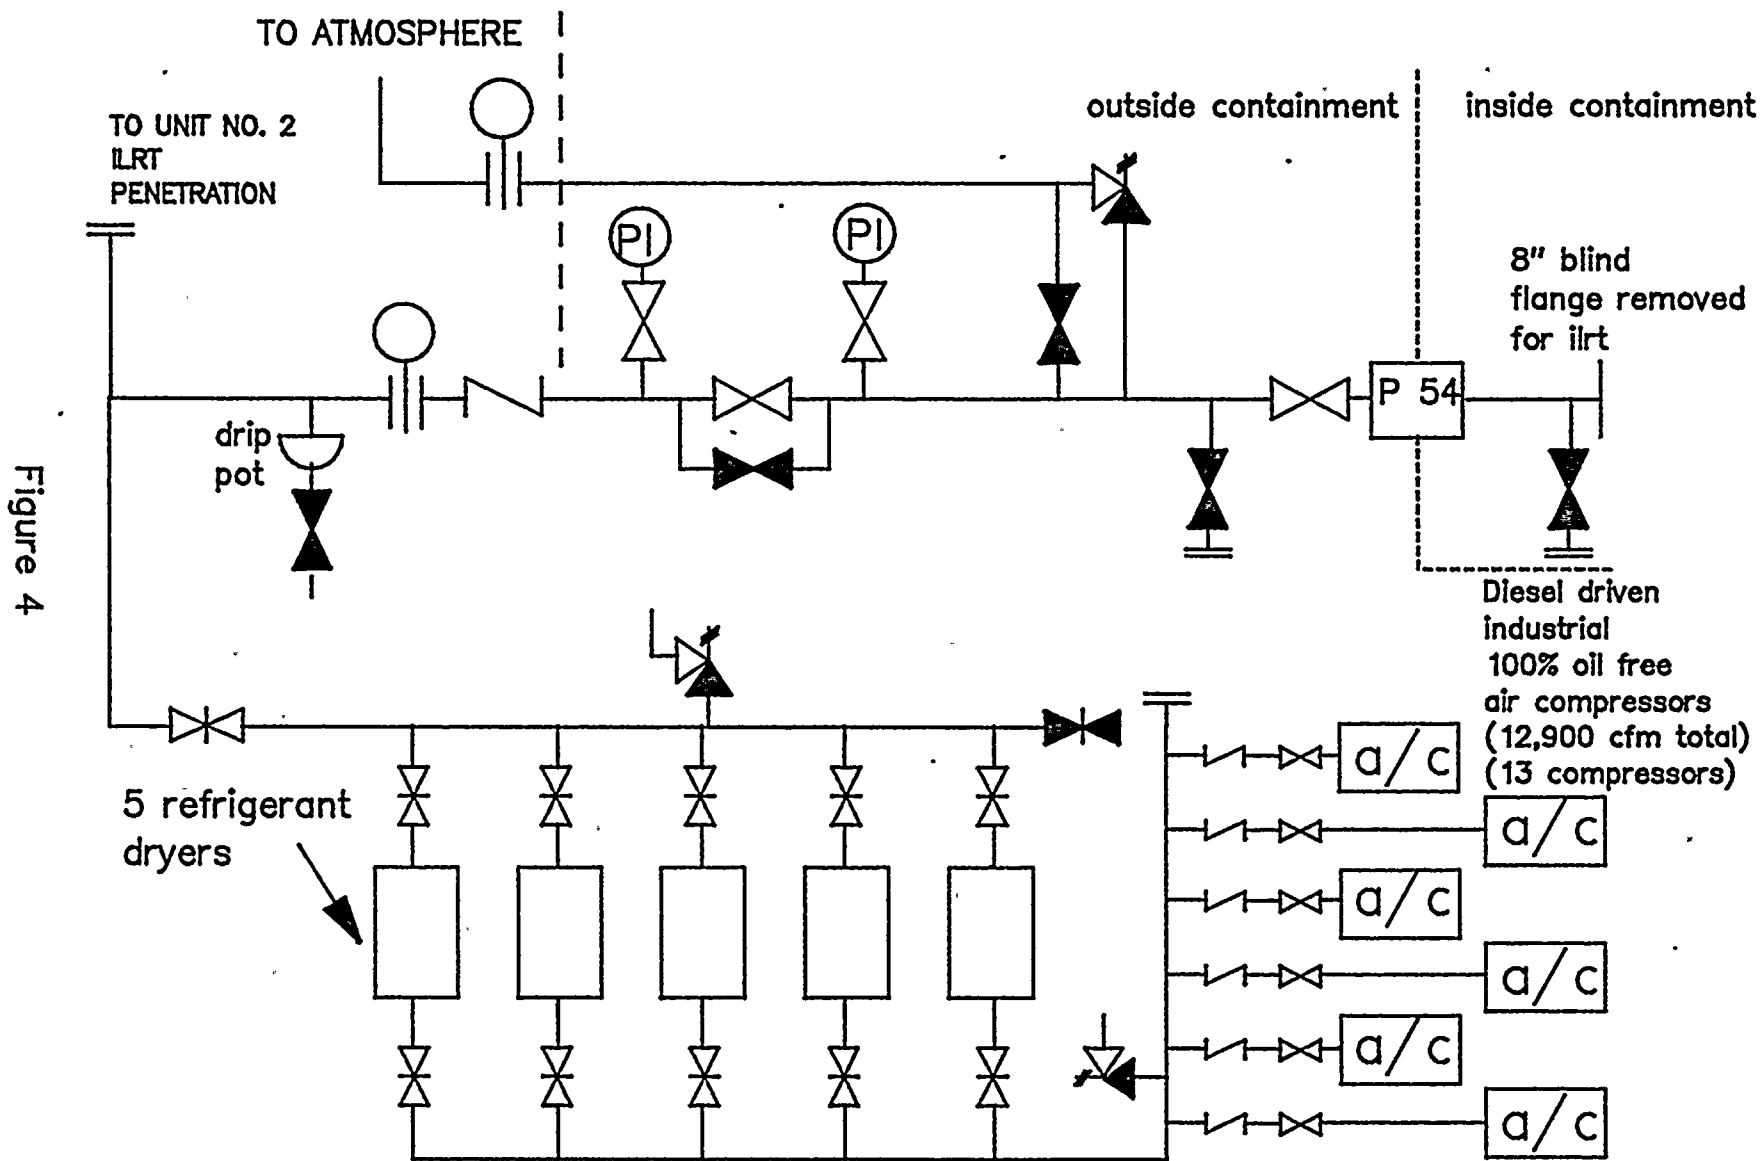 TO ATMOSPHERE
TO UNIT NO. 2
ILRT
PENETRATION
outside containment
inside containment
PI
PI
8" blind
flange removed
for ilrt
P 54
drip
pot
Figure 4
Diesel driven
industrial
100% oil free
air compressors
(12,900 cfm total)
(13 compressors)
5 refrigerant
dryers
a/c
a/c
a/c
a/c
a/c
a/c